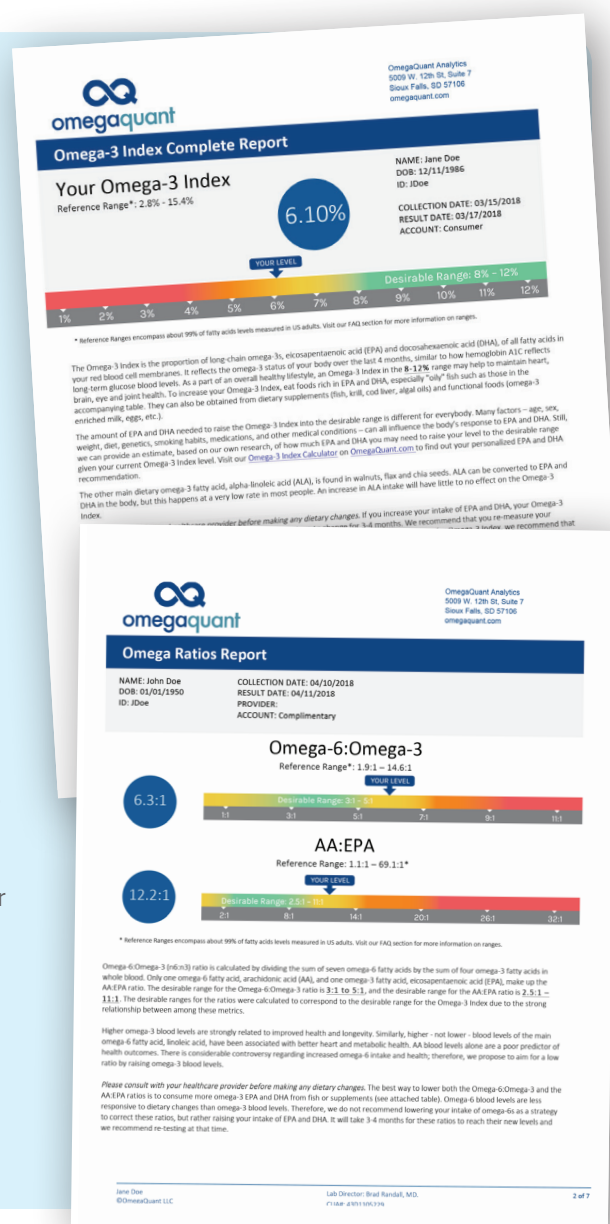 omegaquant
OmegaQuant Analytics
5009 W. 12th St, Suite 7
Sioux Falls, SD 57106
omegaquant.com
Omega-3 Index Complete Report
Your Omega-3 Index
Reference Range*: 2.8% - 15.4%
6.10%
NAME: Jane Doe
DOB: 12/11/1986
ID: JDoe
COLLECTION DATE: 03/15/2018
RESULT DATE: 03/17/2018
ACCOUNT: Consumer
YOUR LEVEL
Desirable Range: 8% - 12%
1% 2% 3% 4% 5% 6% 7% 8% 9% 10% 11% 12%
* Reference Ranges encompass about 99% of fatty acids levels measured in US adults. Visit our FAQ section for more information on ranges.
The Omega-3 Index is the proportion of long-chain omega-3s, eicosapentaenoic acid (EPA) and docosahexaenoic acid (DHA), of all fatty acids in
your red blood cell membranes. It reflects the omega-3 status of your body over the last 4 months, similar to how hemoglobin A1C reflects
long-term glucose blood levels. As a part of an overall healthy lifestyle, an Omega-3 Index in the 8-12% range may help to maintain heart,
brain, eye and joint health. To increase your Omega-3 Index, eat foods rich in EPA and DHA, especially "oily" fish such as those in the
accompanying table. They can also be obtained from dietary supplements (fish, krill, cod liver, algal oils) and functional foods (omega-3
enriched milk, eggs, etc.).
The amount of EPA and DHA needed to raise the Omega-3 Index into the desirable range is different for everybody. Many factors – age, sex,
weight, diet, genetics, smoking habits, medications, and other medical conditions – can all influence the body's response to EPA and DHA. Still,
we can provide an estimate, based on our own research, of how much EPA and DHA you may need to raise your level to the desirable range
given your current Omega-3 Index level. Visit our Omega-3 Index Calculator on OmegaQuant.com to find out your personalized EPA and DHA
recommendation.
The other main dietary omega-3 fatty acid, alpha-linoleic acid (ALA), is found in walnuts, flax and chia seeds. ALA can be converted to EPA and
DHA in the body, but this happens at a very low rate in most people. An increase in ALA intake will have little to no effect on the Omega-3
Index.
provider before making any dietary changes. If you increase your intake of EPA and DHA, your Omega-3
for 3-4 months. We recommend that you re-measure your
Index, we recommend that
omegaquant
OmegaQuant Analytics
5009 W. 12th St, Suite 7
Sioux Falls, SD 57106
omegaquant.com
Omega Ratios Report
NAME: John Doe
DOB: 01/01/1950
ID: JDoe
COLLECTION DATE: 04/10/2018
RESULT DATE: 04/11/2018
PROVIDER:
ACCOUNT: Complimentary
Omega-6:Omega-3
Reference Range*: 1.9:1 – 14.6:1
YOUR LEVEL
6.3:1
Desirable Range: 3:1 - 5:1
1:1 3:1 5:1 7:1 9:1 11:1
AA:EPA
Reference Range: 1.1:1 – 69.1:1*
YOUR LEVEL
12.2:1
Desirable Range: 2.5:1 – 11:1
2:1 8:1 14:1 20:1 26:1 32:1
r
* Reference Ranges encompass about 99% of fatty acids levels measured in US adults. Visit our FAQ section for more information on ranges.
Omega-6:Omega-3 (n6:n3) ratio is calculated by dividing the sum of seven omega-6 fatty acids by the sum of four omega-3 fatty acids in
whole blood. Only one omega-6 fatty acid, arachidonic acid (AA), and one omega-3 fatty acid, eicosapentaenoic acid (EPA), make up the
AA:EPA ratio. The desirable range for the Omega-6:Omega-3 ratio is 3:1 to 5:1, and the desirable range for the AA:EPA ratio is 2.5:1 –
11:1. The desirable ranges for the ratios were calculated to correspond to the desirable range for the Omega-3 Index due to the strong
relationship between among these metrics.
Higher omega-3 blood levels are strongly related to improved health and longevity. Similarly, higher - not lower - blood levels of the main
omega-6 fatty acid, linoleic acid, have been associated with better heart and metabolic health. AA blood levels alone are a poor predictor of
health outcomes. There is considerable controversy regarding increased omega-6 intake and health; therefore, we propose to aim for a low
ratio by raising omega-3 blood levels.
Please consult with your healthcare provider before making any dietary changes. The best way to lower both the Omega-6:Omega-3 and the
AA:EPA ratios is to consume more omega-3 EPA and DHA from fish or supplements (see attached table). Omega-6 blood levels are less
responsive to dietary changes than omega-3 blood levels. Therefore, we do not recommend lowering your intake of omega-6s as a strategy
to correct these ratios, but rather raising your intake of EPA and DHA. It will take 3-4 months for these ratios to reach their new levels and
we recommend re-testing at that time.
Jane Doe
©OmegaQuant LLC
Lab Director: Brad Randall, MD.
2 of 7